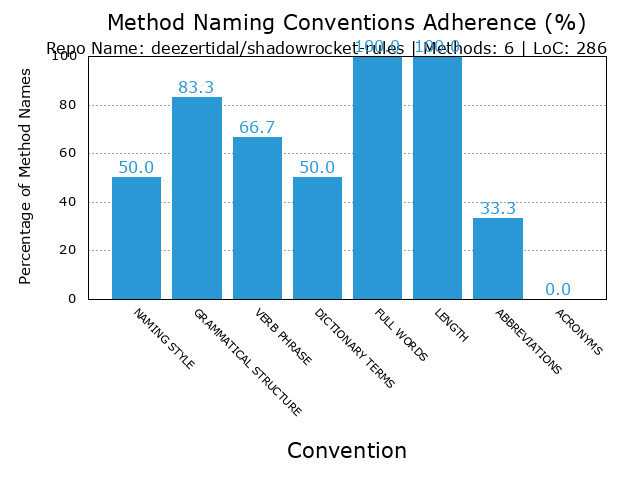 Method Naming Conventions Adherence (%)
Repo Name: deezertidal/shadowrocket-rules | Methods: 6 | LoC: 286
Percentage of Method Names
100
80
60
40
20
0
50.0
83.3
66.7
50.0
100.0
100.0
33.3
0.0
NAMING STYLE
GRAMMATICAL STRUCTURE
VERB PHRASE
DICTIONARY TERMS
FULL WORDS
LENGTH
ABBREVIATIONS
ACRONYMS
Convention